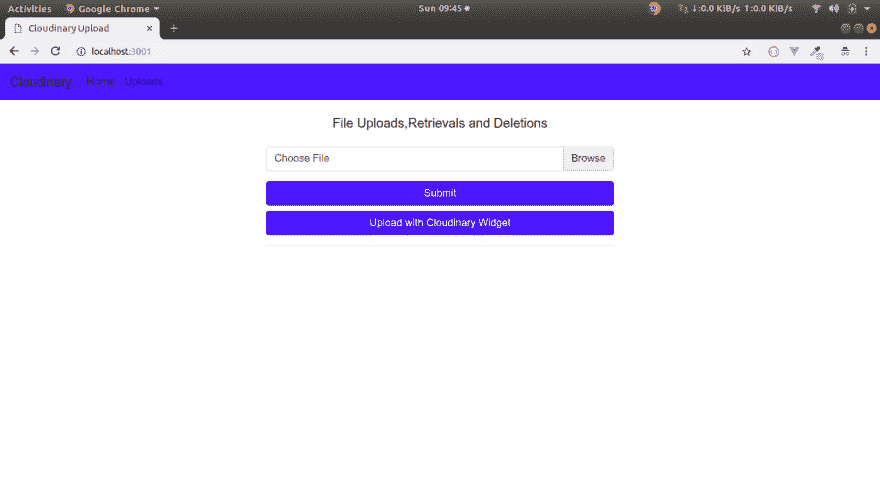 Activities Google Chrome Sun 09:45 ↓:0.0 KiB/s ↑:0.0 KiB/s
Cloudinary Upload
localhost:3001
Cloudinary Home Uploads
File Uploads,Retrievals and Deletions
Choose File Browse
Submit
Upload with Cloudinary Widget